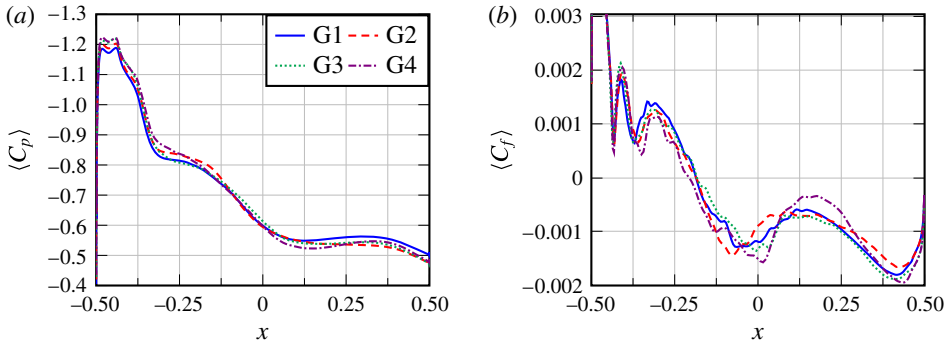 (a)
−1.3
−1.2
−1.1
−1.0
−0.9
−0.8
−0.7
−0.6
−0.5
−0.4
⟨Cp⟩
G1 G2
G3 G4
−0.50 −0.25 0 0.25 0.50
x
(b)
0.003
0.002
0.001
0
−0.001
−0.002
⟨Cf⟩
−0.50 −0.25 0 0.25 0.50
x